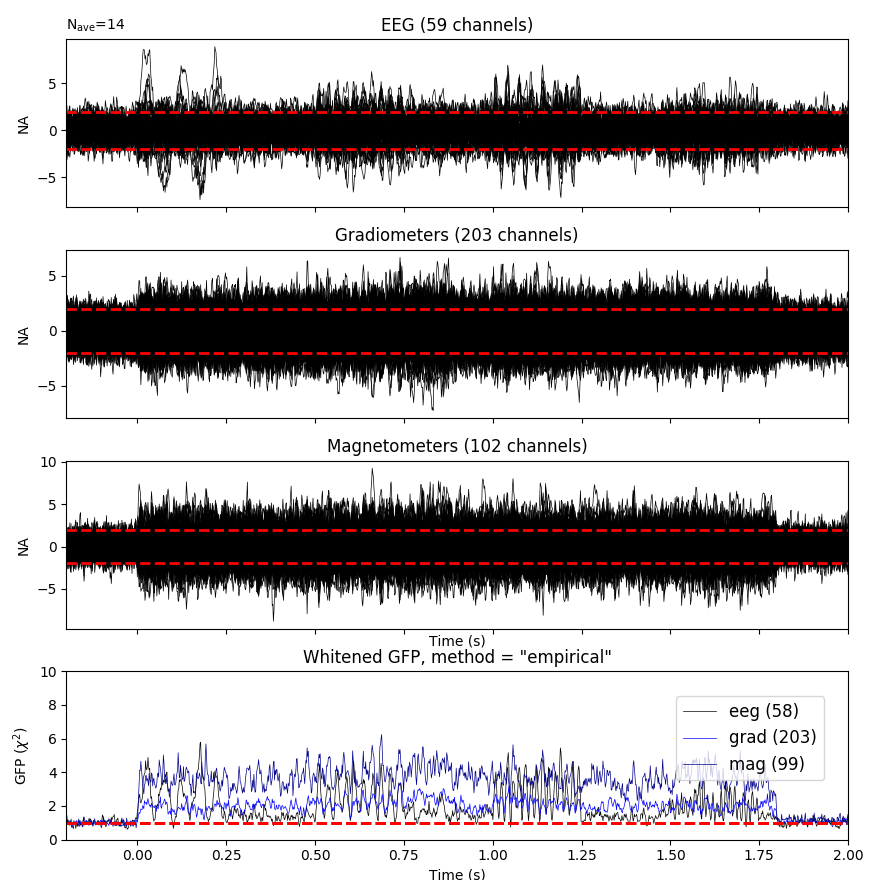 Nave=14
EEG (59 channels)
5
0
−5
NA
Gradiometers (203 channels)
5
0
−5
NA
Magnetometers (102 channels)
10
5
0
−5
NA
Time (s)
Whitened GFP, method = "empirical"
10
8
6
4
2
0
GFP (χ²)
eeg (58)
grad (203)
mag (99)
0.00 0.25 0.50 0.75 1.00 1.25 1.50 1.75 2.00
Time (s)